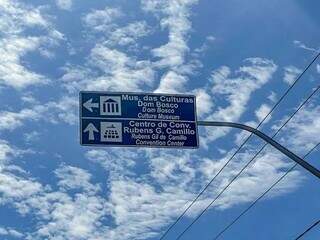 Mus. das Culturas
Dom Bosco
Dom Bosco
Culture Museum
Centro de Conv.
Rubens G. Camillo
Rubens Gil de Camillo
Convention Center